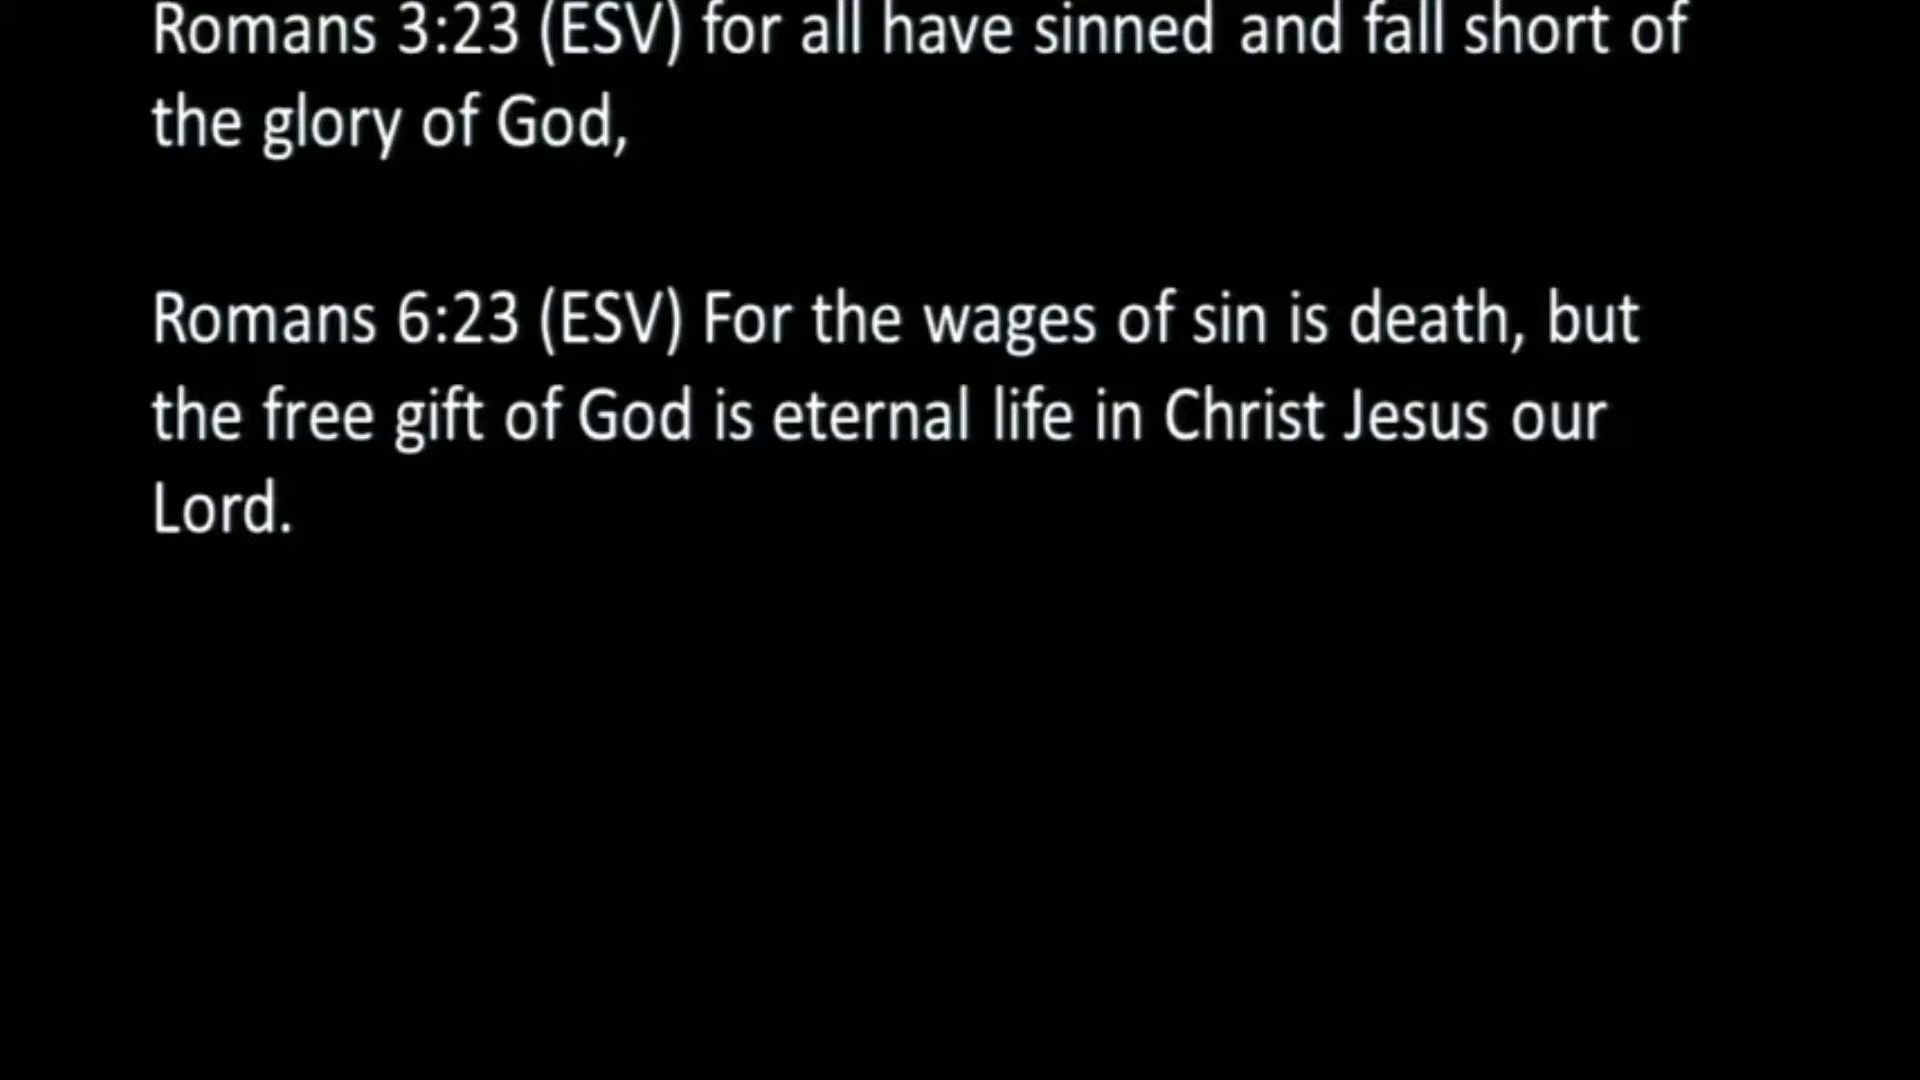 Romans 3:23 (ESV) for all have sinned and fall short of
the glory of God,
Romans 6:23 (ESV) For the wages of sin is death, but
the free gift of God is eternal life in Christ Jesus our
Lord.